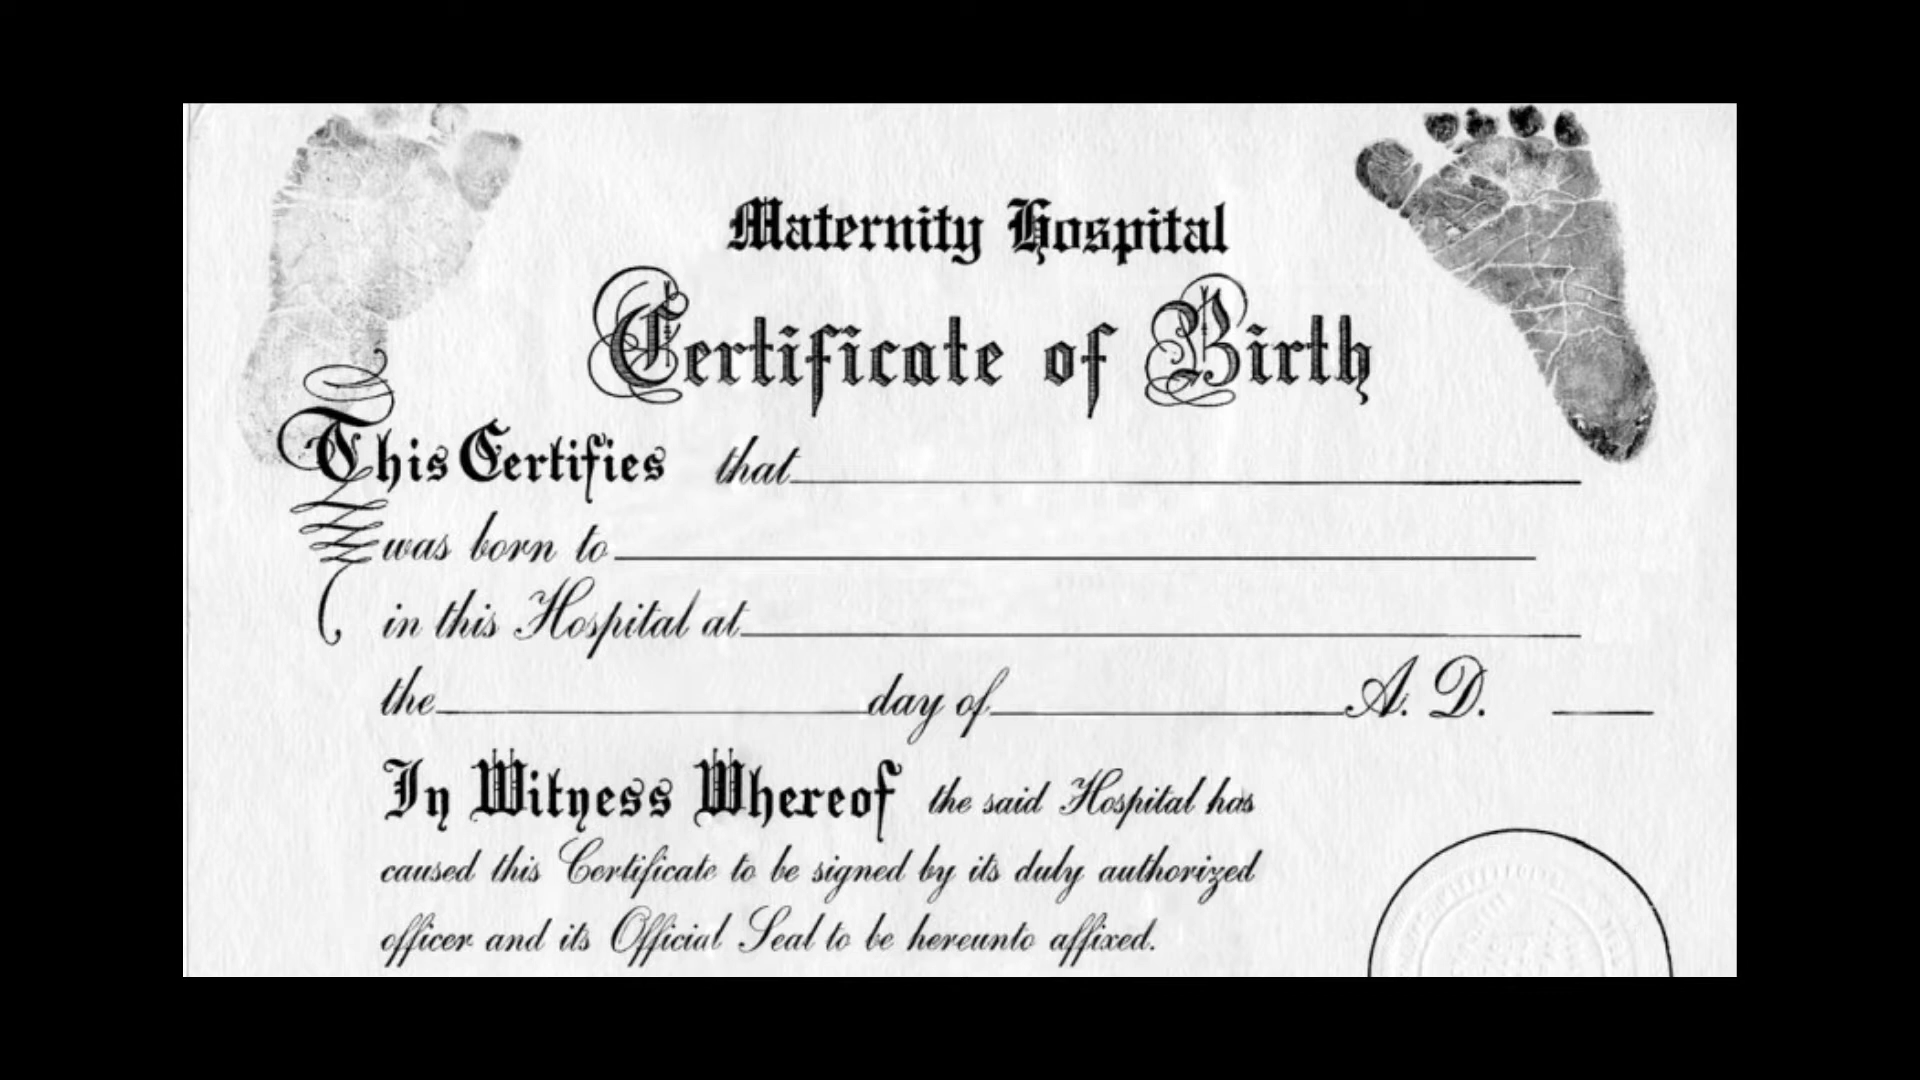 Maternity Hospital
Certificate of Birth
This Certifies that
was born to
in this Hospital at
the day of A. D.
In Witness Whereof the said Hospital has
caused this Certificate to be signed by its duly authorized
officer and its Official Seal to be hereunto affixed.